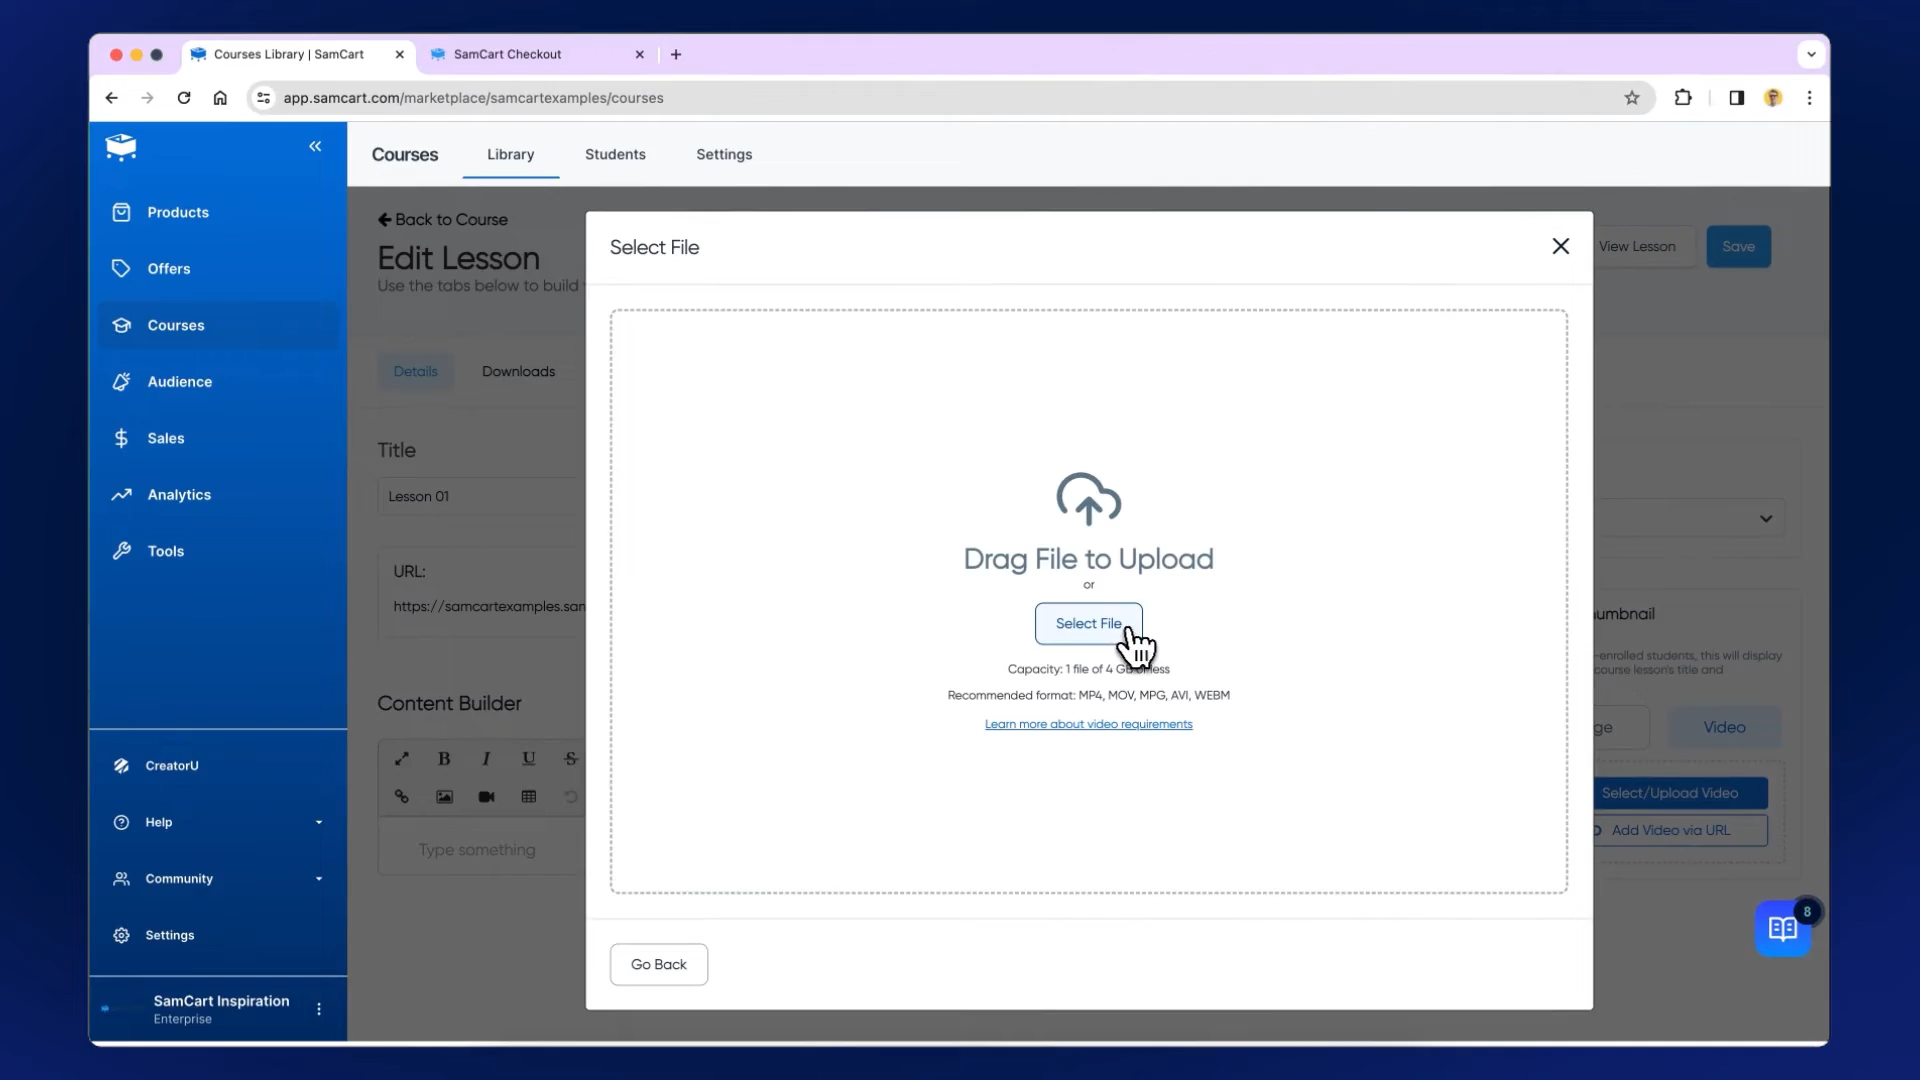 Courses Library | SamCart
SamCart Checkout
app.samcart.com/marketplace/samcartexamples/courses
Products
Offers
Courses
Audience
Sales
Analytics
Tools
CreatorU
Help
Community
Settings
SamCart Inspiration
Enterprise
Courses
Library
Students
Settings
Back to Course
Edit Lesson
Use the tabs below to build
View Lesson
Save
Details
Downloads
Title
Lesson 01
URL:
https://samcartexamples.san
Content Builder
B I U S
Type something
Select File
Drag File to Upload
or
Select File
Capacity: 1 file of 4 GB or less
Recommended format: MP4, MOV, MPG, AVI, WEBM
Learn more about video requirements
Go Back
umbnail
-enrolled students, this will display
course lesson's title and
ge
Video
Select/Upload Video
Add Video via URL
8